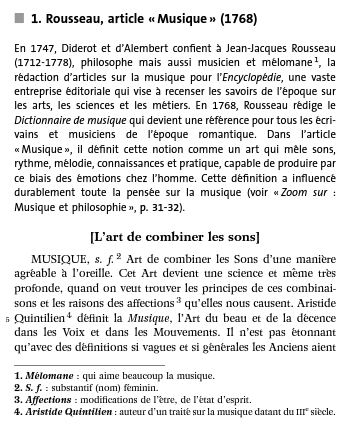 1. Rousseau, article « Musique » (1768)
En 1747, Diderot et d'Alembert confient à Jean-Jacques Rousseau
(1712-1778), philosophe mais aussi musicien et mélomane1, la
rédaction d'articles sur la musique pour l'Encyclopédie, une vaste
entreprise éditoriale qui vise à recenser les savoirs de l'époque sur
les arts, les sciences et les métiers. En 1768, Rousseau rédige le
Dictionnaire de musique qui devient une référence pour tous les écri-
vains et musiciens de l'époque romantique. Dans l'article
« Musique », il définit cette notion comme un art qui mêle sons,
rythme, mélodie, connaissances et pratique, capable de produire par
ce biais des émotions chez l'homme. Cette définition a influencé
durablement toute la pensée sur la musique (voir « Zoom sur :
Musique et philosophie », p. 31-32).
[L'art de combiner les sons]
MUSIQUE, s. f.2 Art de combiner les Sons d'une manière
agréable à l'oreille. Cet Art devient une science et même très
profonde, quand on veut trouver les principes de ces combinai-
sons et les raisons des affections3 qu'elles nous causent. Aristide
5 Quintilien4 définit la Musique, l'Art du beau et de la décence
dans les Voix et dans les Mouvements. Il n'est pas étonnant
qu'avec des définitions si vagues et si générales les Anciens aient
1. Mélomane : qui aime beaucoup la musique.
2. S. f. : substantif (nom) féminin.
3. Affections : modifications de l'être, de l'état d'esprit.
4. Aristide Quintilien : auteur d'un traité sur la musique datant du IIIe siècle.